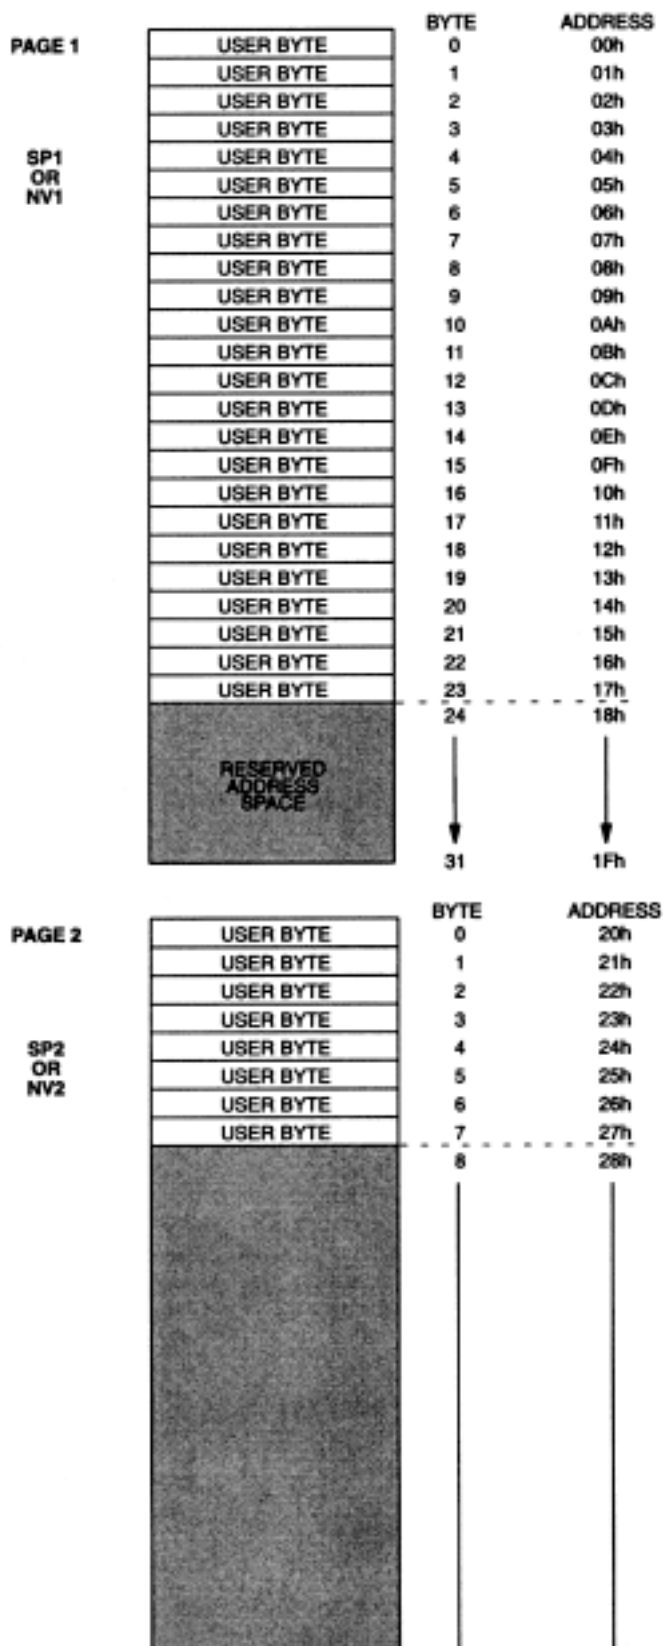 BYTE ADDRESS
PAGE 1 USER BYTE 0 00h
USER BYTE 1 01h
USER BYTE 2 02h
USER BYTE 3 03h
SP1 USER BYTE 4 04h
OR
NV1 USER BYTE 5 05h
USER BYTE 6 06h
USER BYTE 7 07h
USER BYTE 8 08h
USER BYTE 9 09h
USER BYTE 10 0Ah
USER BYTE 11 0Bh
USER BYTE 12 0Ch
USER BYTE 13 0Dh
USER BYTE 14 0Eh
USER BYTE 15 0Fh
USER BYTE 16 10h
USER BYTE 17 11h
USER BYTE 18 12h
USER BYTE 19 13h
USER BYTE 20 14h
USER BYTE 21 15h
USER BYTE 22 16h
USER BYTE 23 17h
24 18h
RESERVED
ADDRESS
SPACE
31 1Fh
BYTE ADDRESS
PAGE 2 USER BYTE 0 20h
USER BYTE 1 21h
USER BYTE 2 22h
USER BYTE 3 23h
SP2 USER BYTE 4 24h
OR
NV2 USER BYTE 5 25h
USER BYTE 6 26h
USER BYTE 7 27h
8 28h